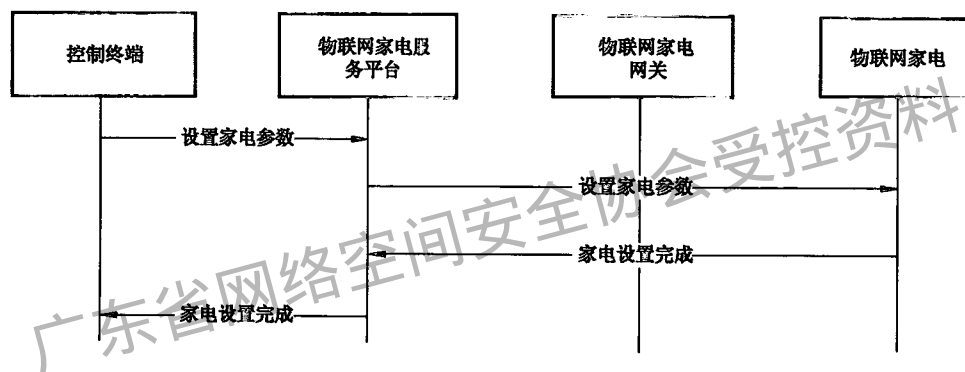 控制终端
物联网家电服
务平台
物联网家电
网关
物联网家电
设置家电参数
设置家电参数
家电设置完成
家电设置完成
广东省网络空间安全协会受控资料